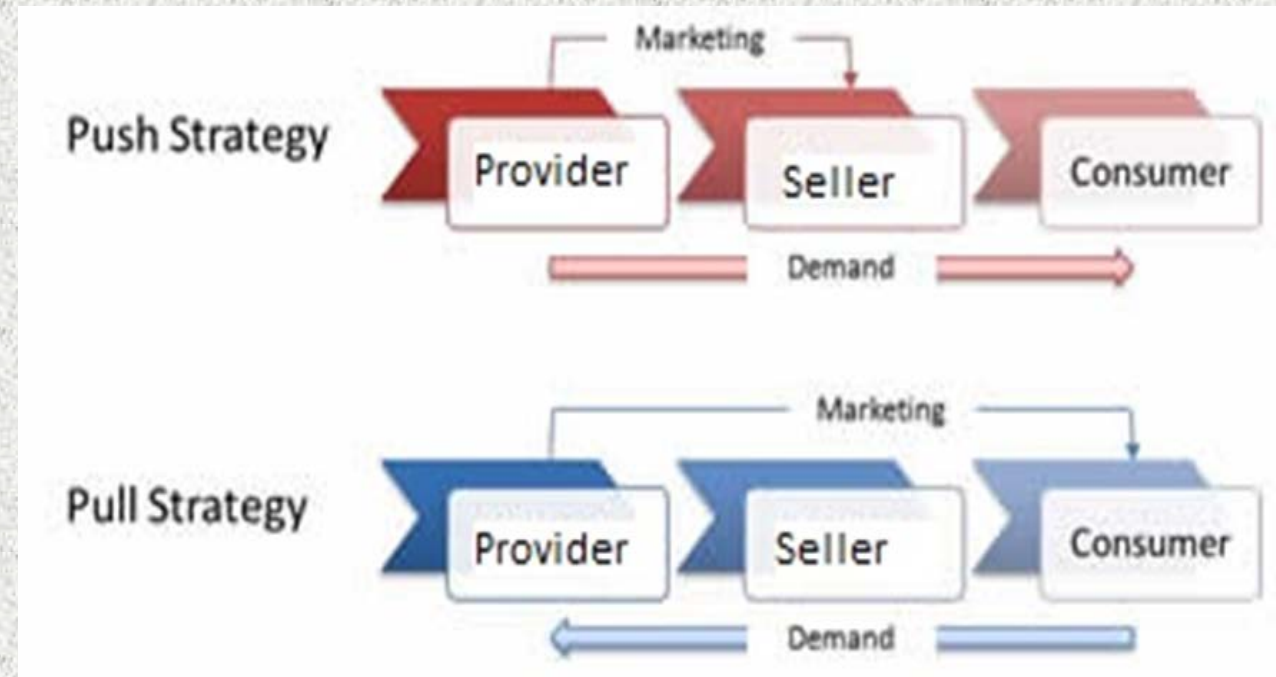 Marketing
Push Strategy
Provider
Seller
Consumer
Demand
Marketing
Pull Strategy
Provider
Seller
Consumer
Demand